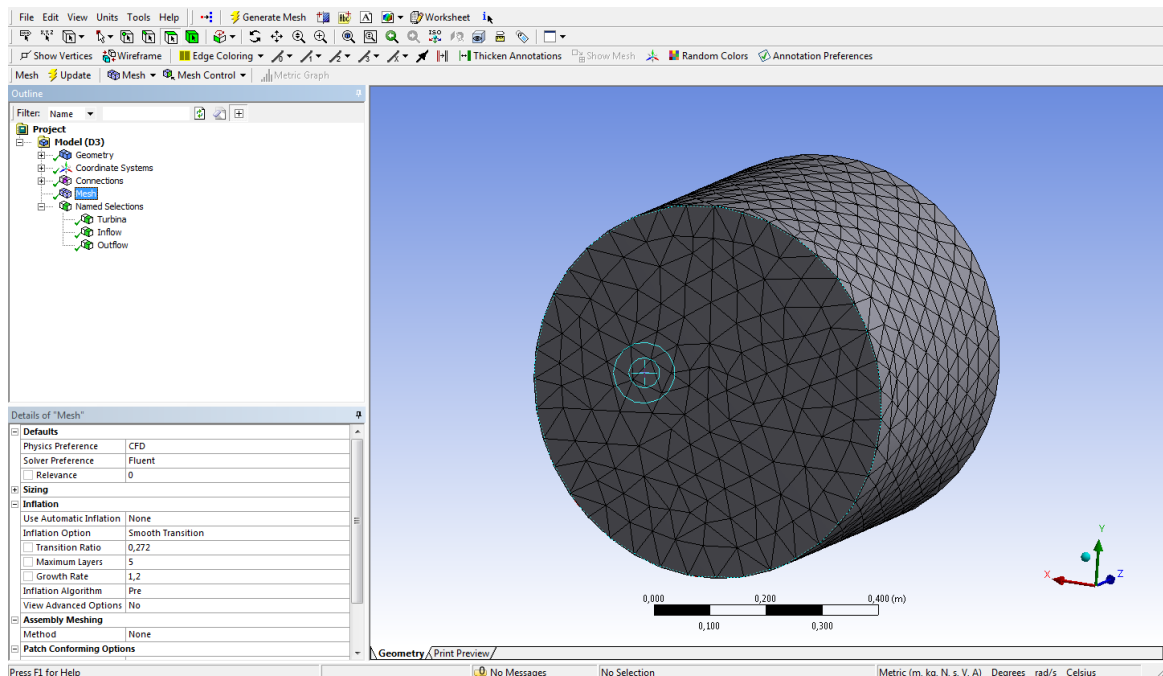 File Edit View Units Tools Help Generate Mesh A Worksheet
Show Vertices Wireframe Edge Coloring Thicken Annotations Show Mesh Random Colors Annotation Preferences
Mesh Update Mesh Mesh Control Metric Graph
Outline
Filter: Name
Project
Model (D3)
Geometry
Coordinate Systems
Connections
Mesh
Named Selections
Turbina
Inflow
Outflow
Details of "Mesh"
Defaults
Physics Preference CFD
Solver Preference Fluent
Relevance 0
Sizing
Inflation
Use Automatic Inflation None
Inflation Option Smooth Transition
Transition Ratio 0,272
Maximum Layers 5
Growth Rate 1,2
Inflation Algorithm Pre
View Advanced Options No
Assembly Meshing
Method None
Patch Conforming Options
0,000 0,200 0,400 (m)
0,100 0,300
Y
X Z
Geometry Print Preview
Press F1 for Help No Messages No Selection Metric (m, kg, N, s, V, A) Degrees rad/s Celsius